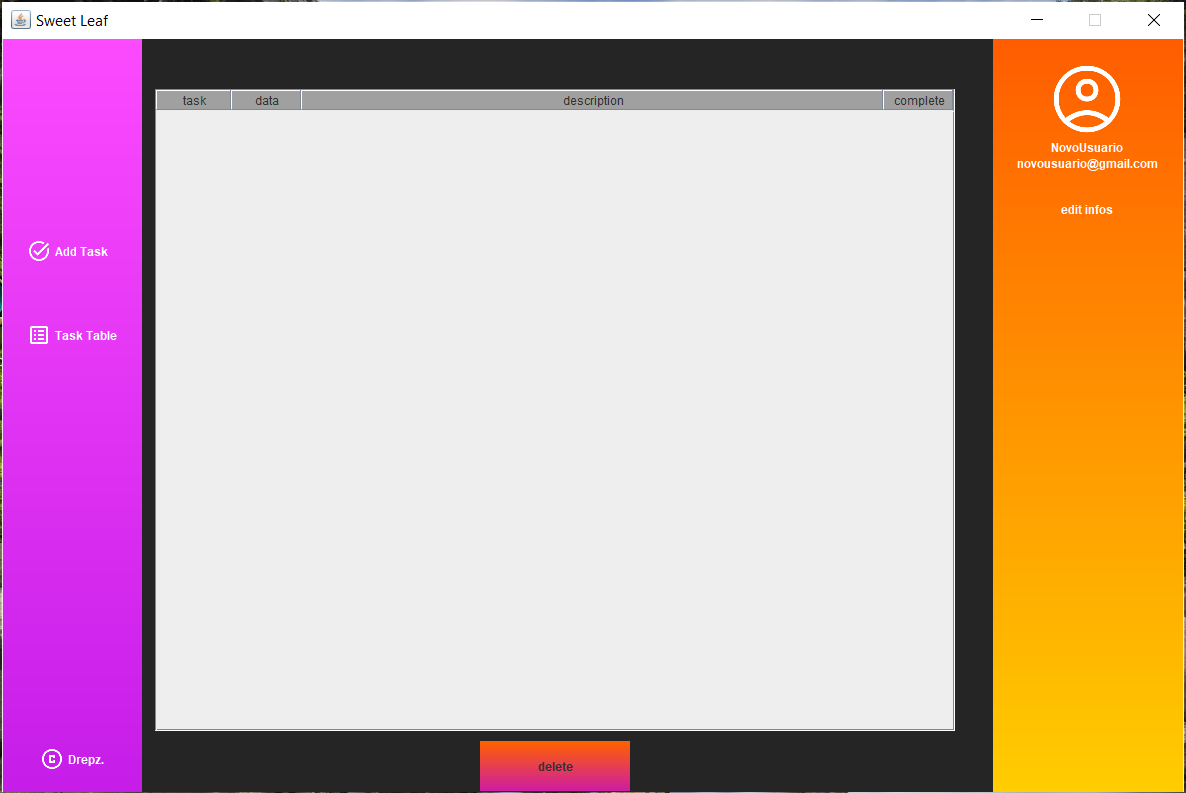 Sweet Leaf
task data description complete
NovoUsuario
novousuario@gmail.com
edit infos
Add Task
Task Table
Drepz.
delete